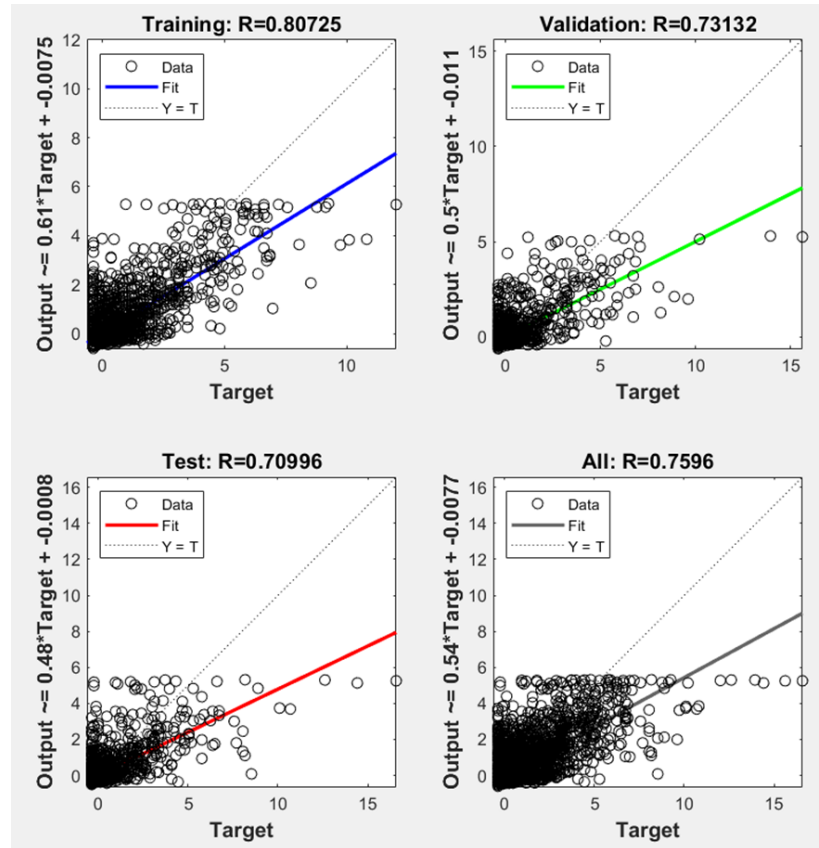 Training: R=0.80725
Output ~= 0.61*Target + -0.0075
12
10
8
6
4
2
0
Data
Fit
Y = T
0
5
10
Target
Validation: R=0.73132
Output ~= 0.5*Target + -0.011
15
10
5
0
Data
Fit
Y = T
0
5
10
15
Target
Test: R=0.70996
Output ~= 0.48*Target + -0.0008
16
14
12
10
8
6
4
2
0
Data
Fit
Y = T
0
5
10
15
Target
All: R=0.7596
Output ~= 0.54*Target + -0.0077
16
14
12
10
8
6
4
2
0
Data
Fit
Y = T
0
5
10
15
Target